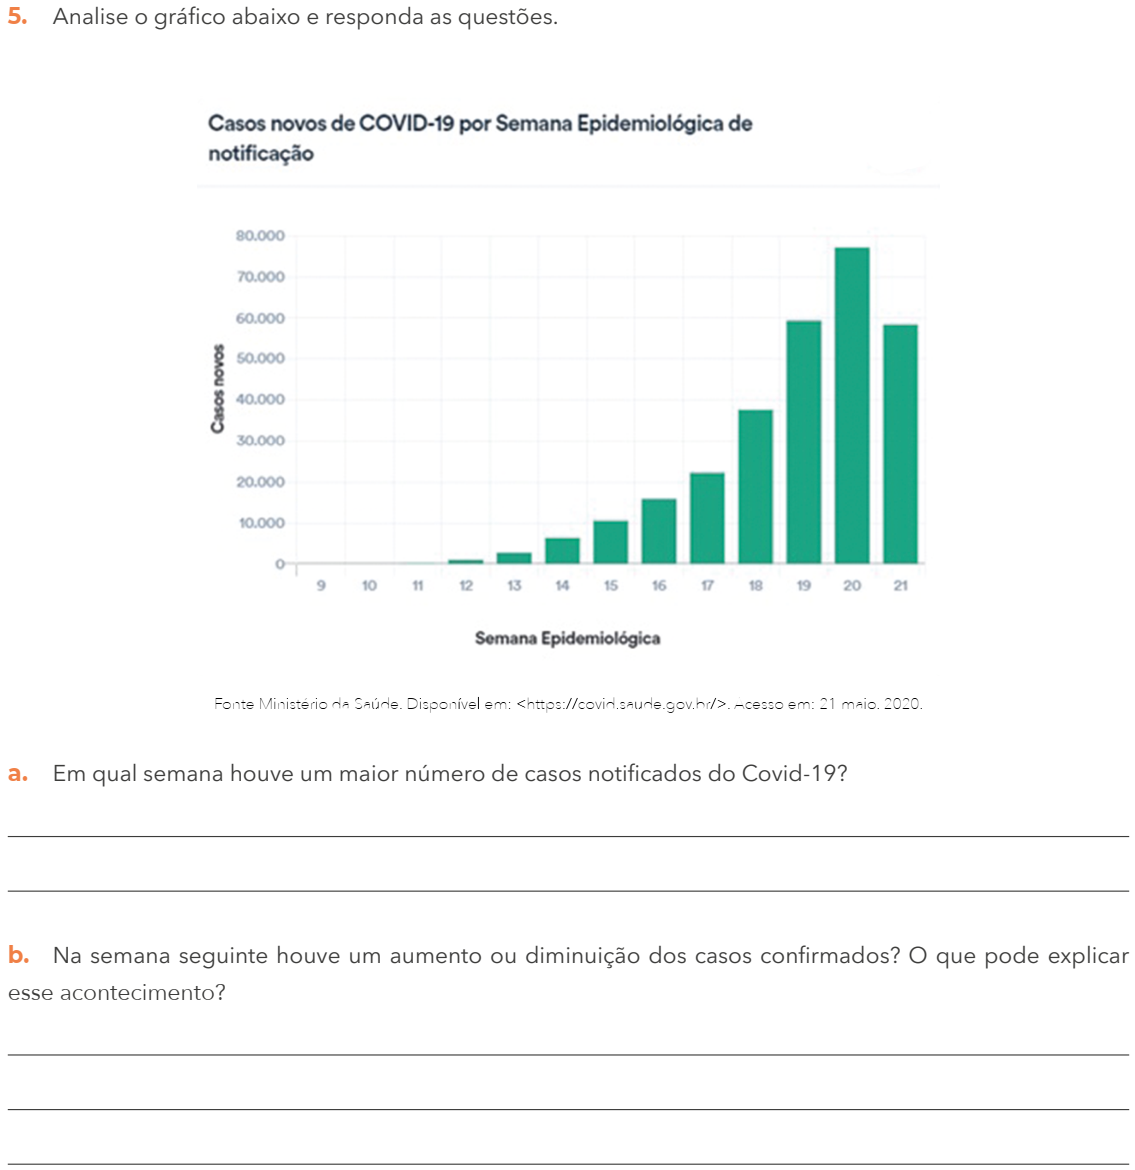 5. Analise o gráfico abaixo e responda as questões.
Casos novos de COVID-19 por Semana Epidemiológica de
notificação
80.000
70.000
60.000
50.000
40.000
30.000
20.000
10.000
0
Casos novos
9 10 11 12 13 14 15 16 17 18 19 20 21
Semana Epidemiológica
Fonte Ministério da Saúde. Disponível em: <https://covid.saude.gov.br/>. Acesso em: 21 maio. 2020.
a. Em qual semana houve um maior número de casos notificados do Covid-19?
b. Na semana seguinte houve um aumento ou diminuição dos casos confirmados? O que pode explicar
esse acontecimento?